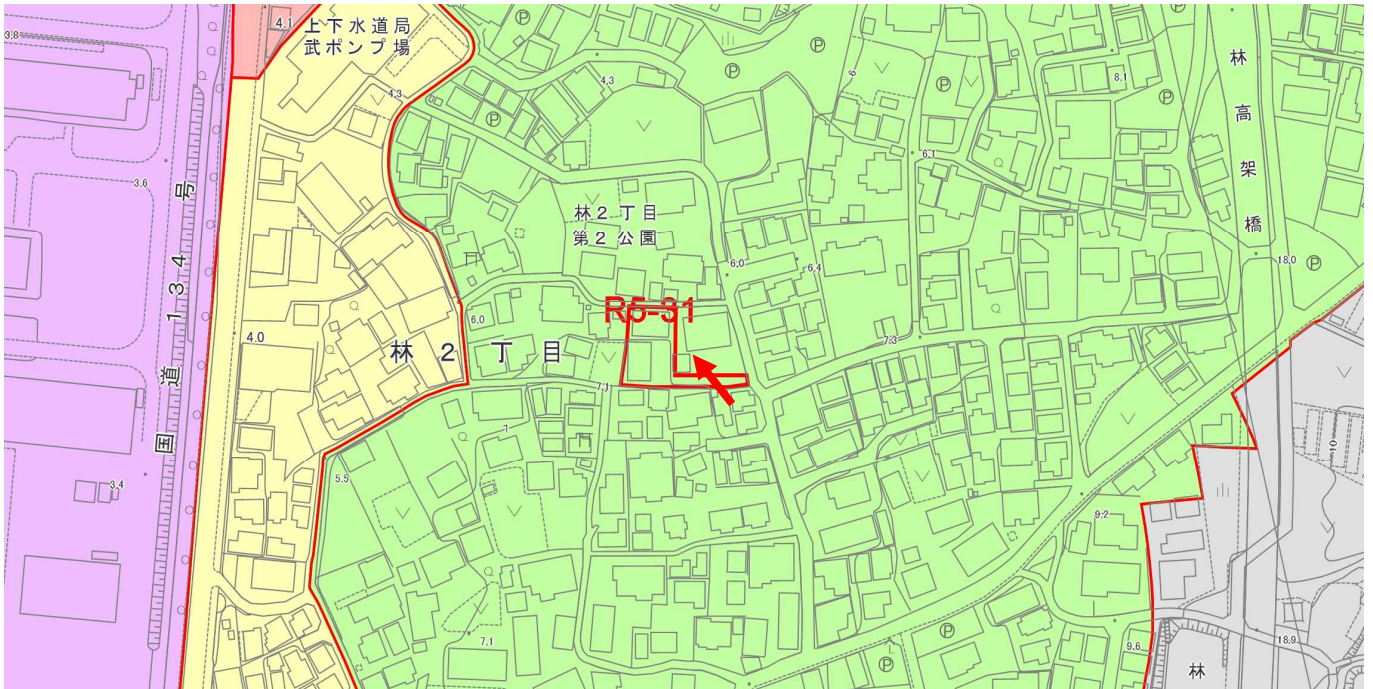 上下水道局
武ポンプ場
4.1
3.8
4.3
4.3
P
P
P
P
P
P
6
8.1
林高架橋
3.6
6.1
林2丁目
第2公園
6.0
6.4
18.0
P
国道134号
R5-31
6.0
4.0
林2丁目
7.3
7.1
7
5.5
3.4
10
9.2
7.1
P
P
9.6
18.9
林